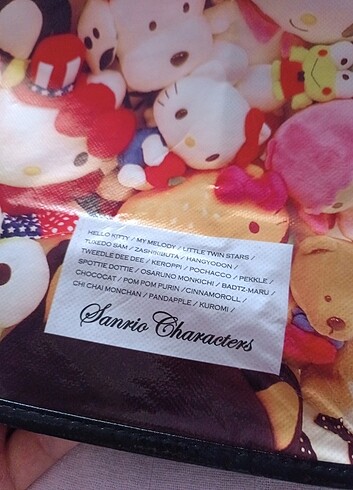 HELLO KITTY / MY MELODY / LITTLE TWIN STARS /
TUXEDO SAM / ZASHIKIBUTA / HANGYODON /
TWEEDLE DEE DEE / KEROPPI / POCHACCO / PEKKLE /
SPOTTIE DOTTIE / OSARUNO MONKICHI / BADTZ-MARU /
CHOCOCAT / POM POM PURIN / CINNAMOROLL /
CHI CHAI MONCHAN / PANDAPPLE / KUROMI /
Sanrio Characters